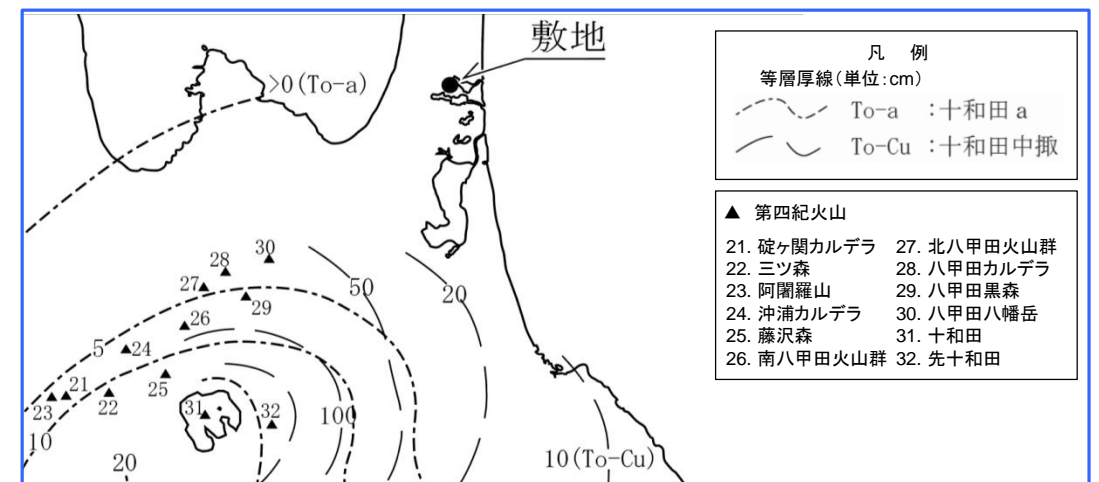 敷地
>0(To-a)
30
28
27
29
50
20
26
5
24
25
21
23
22
31
32
100
10
20
10(To-Cu)
凡 例
等層厚線(単位:cm)
To-a :十和田 a
To-Cu :十和田中掫
▲ 第四紀火山
21. 碇ヶ関カルデラ
22. 三ツ森
23. 阿闍羅山
24. 沖浦カルデラ
25. 藤沢森
26. 南八甲田火山群
27. 北八甲田火山群
28. 八甲田カルデラ
29. 八甲田黒森
30. 八甲田八幡岳
31. 十和田
32. 先十和田